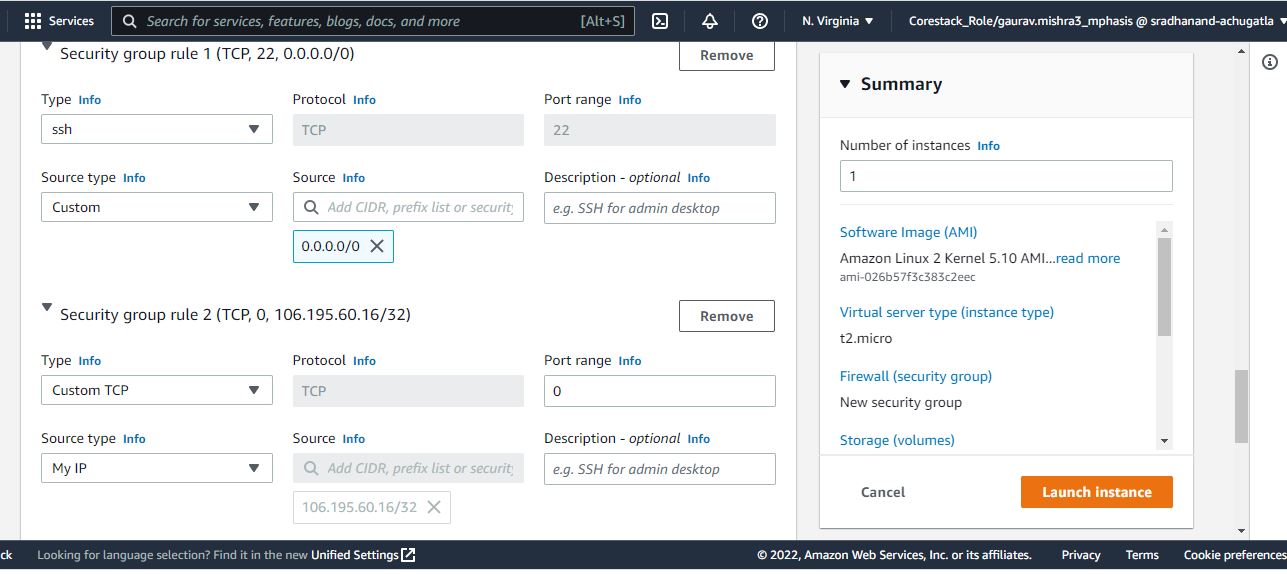 Services
Search for services, features, blogs, docs, and more [Alt+S]
N. Virginia
Corestack_Role/gaurav.mishra3_mphasis @ sradhanand-achugatla
Security group rule 1 (TCP, 22, 0.0.0.0/0)
Remove
Type Info
Protocol Info
Port range Info
ssh
TCP
22
Source type Info
Source Info
Description - optional Info
Custom
Add CIDR, prefix list or security
e.g. SSH for admin desktop
0.0.0.0/0
Security group rule 2 (TCP, 0, 106.195.60.16/32)
Remove
Type Info
Protocol Info
Port range Info
Custom TCP
TCP
0
Source type Info
Source Info
Description - optional Info
My IP
Add CIDR, prefix list or security
e.g. SSH for admin desktop
106.195.60.16/32
Summary
Number of instances Info
1
Software Image (AMI)
Amazon Linux 2 Kernel 5.10 AMI...read more
ami-026b57f3c383c2eec
Virtual server type (instance type)
t2.micro
Firewall (security group)
New security group
Storage (volumes)
Cancel
Launch instance
ck
Looking for language selection? Find it in the new Unified Settings
© 2022, Amazon Web Services, Inc. or its affiliates.
Privacy
Terms
Cookie preferences